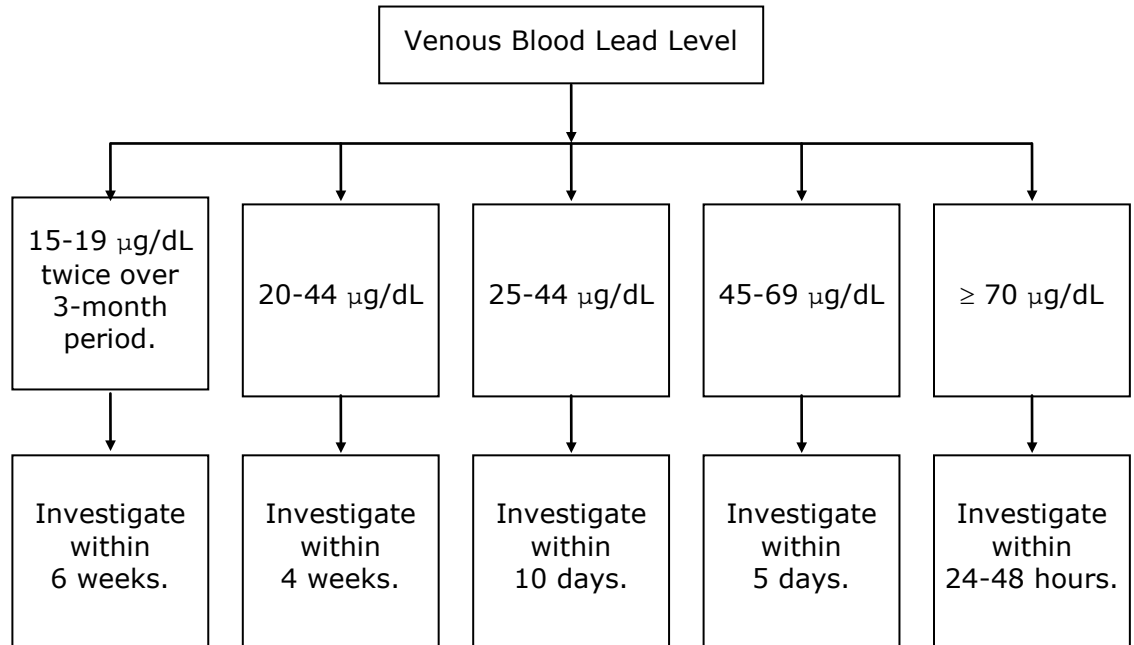 Venous Blood Lead Level
15-19 µg/dL
twice over
3-month
period.
20-44 µg/dL
25-44 µg/dL
45-69 µg/dL
≥ 70 µg/dL
Investigate
within
6 weeks.
Investigate
within
4 weeks.
Investigate
within
10 days.
Investigate
within
5 days.
Investigate
within
24-48 hours.